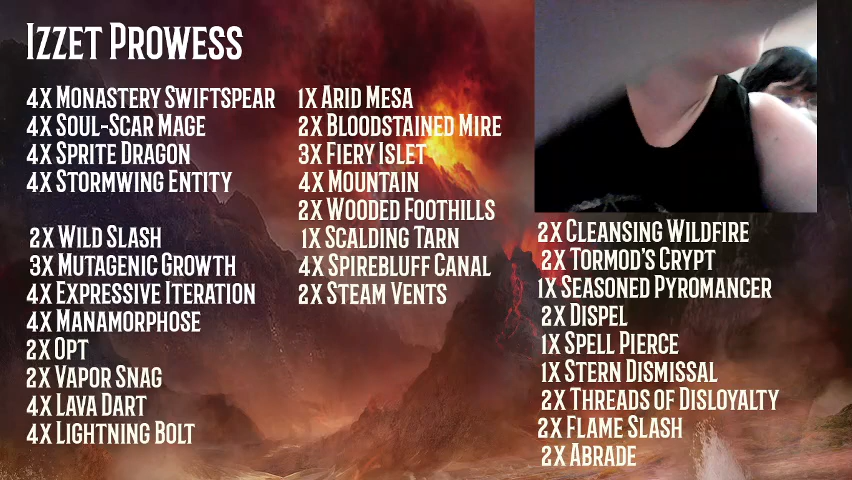 Izzet Prowess
4x Monastery Swiftspear
4x Soul-Scar Mage
4x Sprite Dragon
4x Stormwing Entity
2x Wild Slash
3x Mutagenic Growth
4x Expressive Iteration
4x Manamorphose
2x Opt
2x Vapor Snag
4x Lava Dart
4x Lightning Bolt
1x Arid Mesa
2x Bloodstained Mire
3x Fiery Islet
4x Mountain
2x Wooded Foothills
1x Scalding Tarn
4x Spirebluff Canal
2x Steam Vents
2x Cleansing Wildfire
2x Tormod's Crypt
1x Seasoned Pyromancer
2x Dispel
1x Spell Pierce
1x Stern Dismissal
2x Threads of Disloyalty
2x Flame Slash
2x Abrade